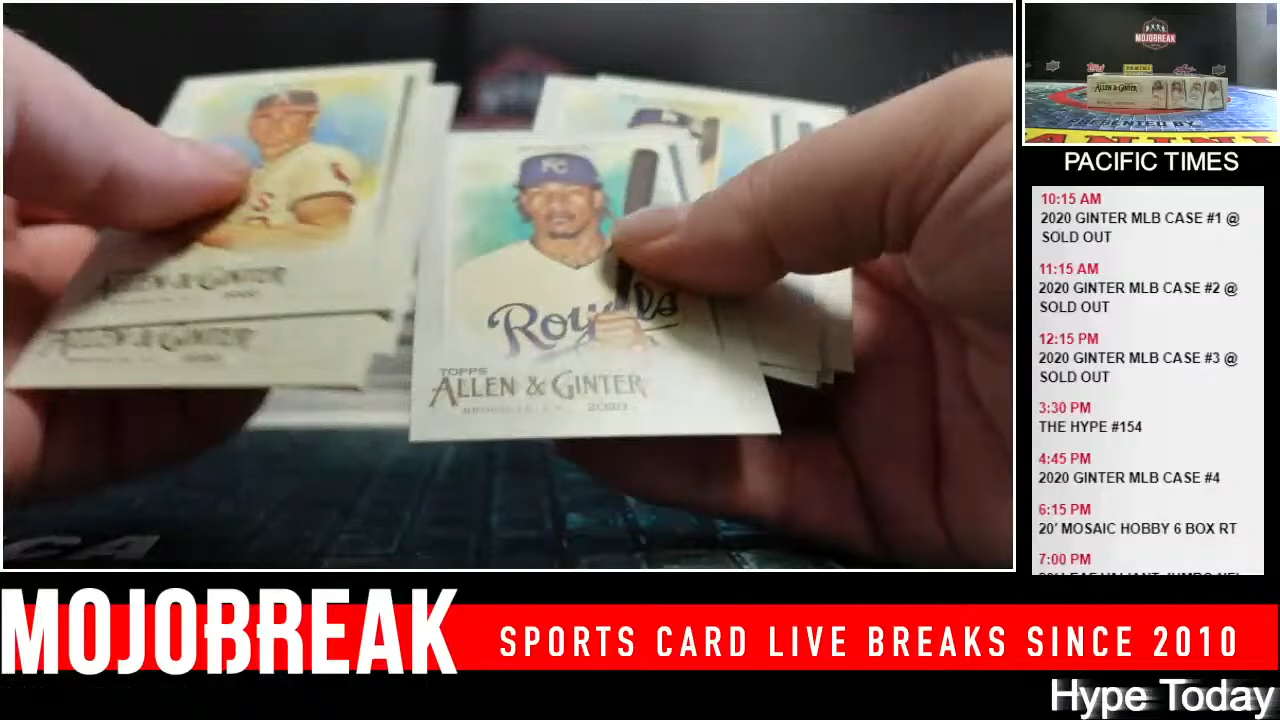 KC
Royals
TOPPS
ALLEN & GINTER
2020
ALLEN & GINTER
ALLEN & GINTER
MOJOBREAK
ALLEN & GINTER
PACIFIC TIMES
10:15 AM
2020 GINTER MLB CASE #1 @
SOLD OUT
11:15 AM
2020 GINTER MLB CASE #2 @
SOLD OUT
12:15 PM
2020 GINTER MLB CASE #3 @
SOLD OUT
3:30 PM
THE HYPE #154
4:45 PM
2020 GINTER MLB CASE #4
6:15 PM
20' MOSAIC HOBBY 6 BOX RT
7:00 PM
MOJOBREAK
SPORTS CARD LIVE BREAKS SINCE 2010
Hype Today